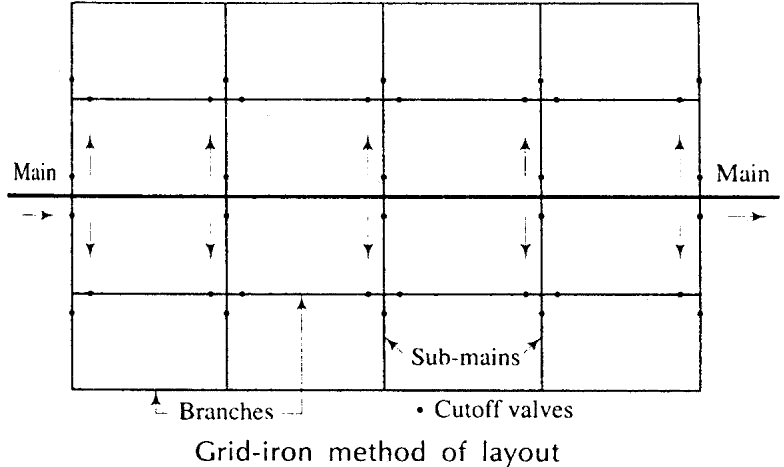 Main
Main
Sub-mains
Branches
• Cutoff valves
Grid-iron method of layout